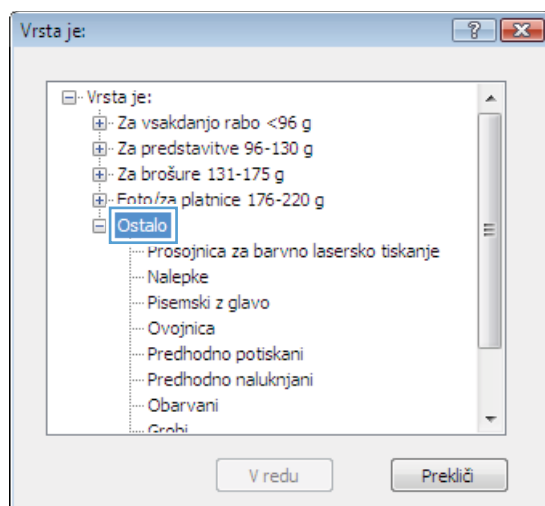 Vrsta je:
Vrsta je:
Za vsakdanjo rabo <96 g
Za predstavitve 96-130 g
Za brošure 131-175 g
Foto/za platnice 176-220 g
Ostalo
Prosojnica za barvno lasersko tiskanje
Nalepke
Pisemski z glavo
Ovojnica
Predhodno potiskani
Predhodno naluknjani
Obarvani
Grobi
V redu Prekliči